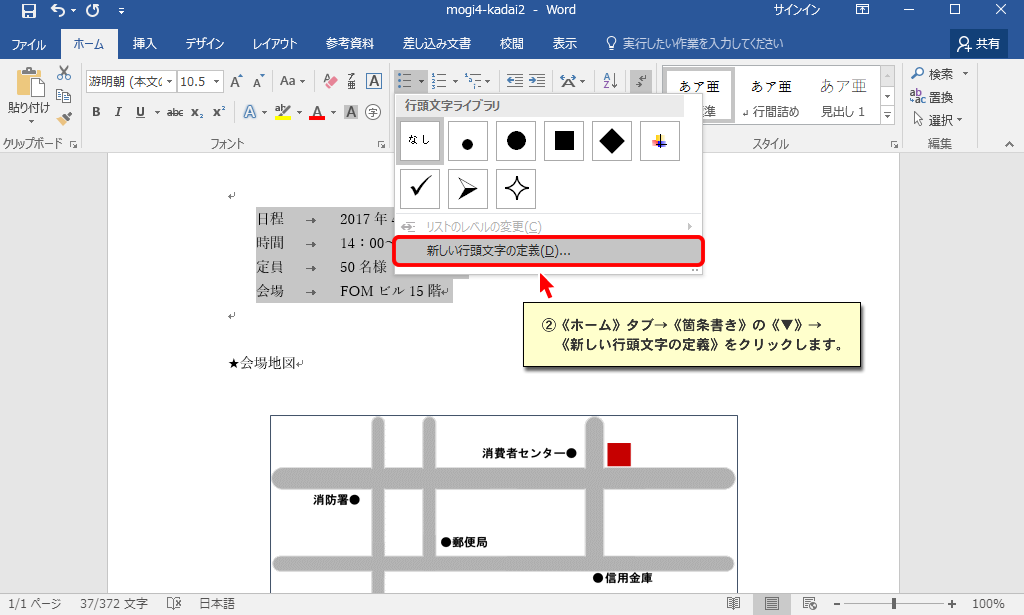 mogi4-kadai2 - Word
サインイン
ファイル
ホーム
挿入
デザイン
レイアウト
参考資料
差し込み文書
校閲
表示
実行したい作業を入力してください
共有
貼り付け
游明朝 (本文(
10.5
A A Aa ア亜 A
B I U abc x₂ x² A ab A A 字
クリップボード
フォント
あア亜
準
あア亜
↲ 行間詰め
あア亜
見出し 1
スタイル
検索
置換
選択
編集
行頭文字ライブラリ
なし
リストのレベルの変更(C)
新しい行頭文字の定義(D)...
日程 → 2017 年
時間 → 14：00～
定員 → 50 名様
会場 → FOM ビル 15 階↵
②《ホーム》タブ→《箇条書き》の《▼》→
《新しい行頭文字の定義》をクリックします。
★会場地図↵
消費者センター●
消防署●
●郵便局
●信用金庫
1/1 ページ
37/372 文字
日本語
100%